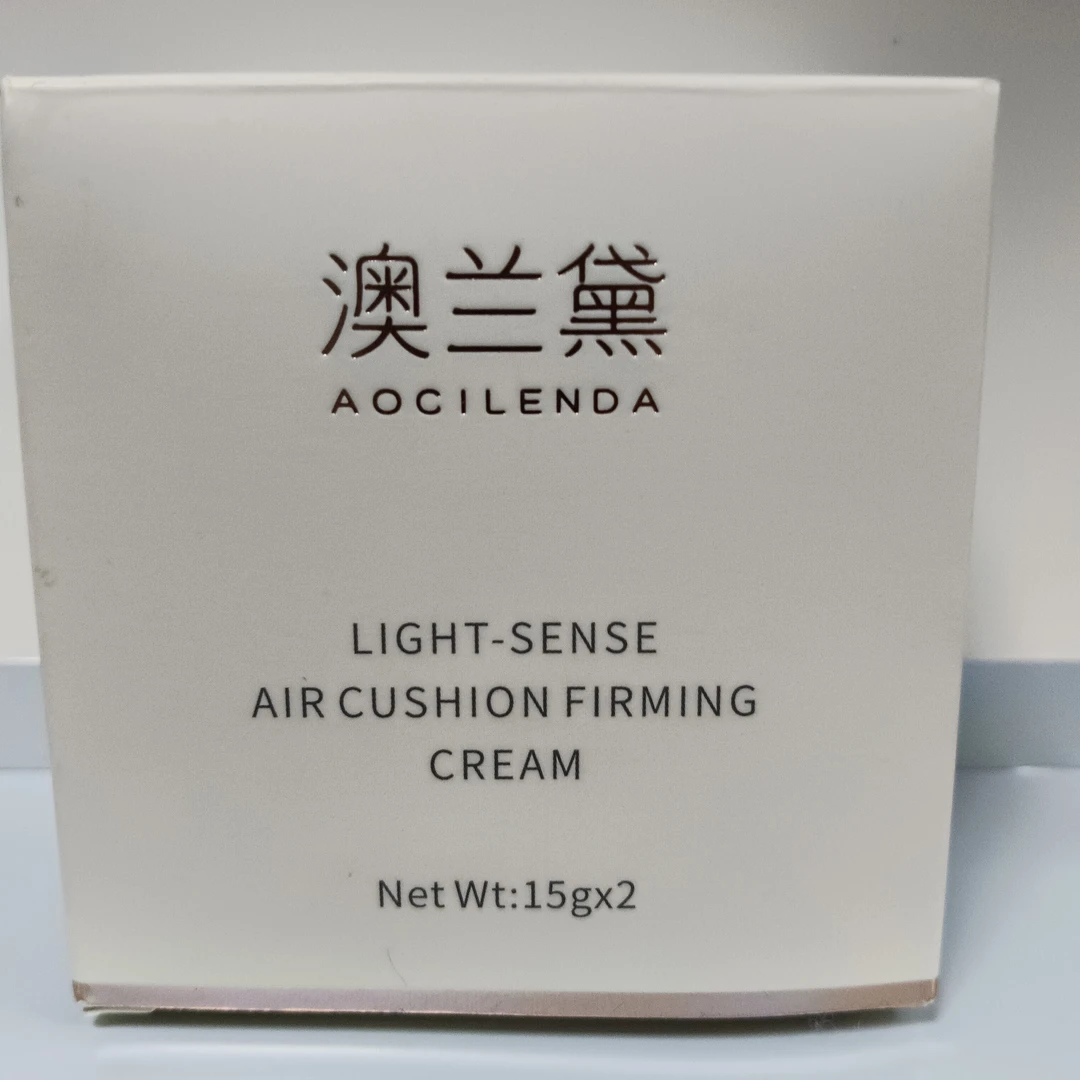 澳兰黛
AOCILENDA
LIGHT-SENSE
AIR CUSHION FIRMING
CREAM
Net Wt:15gx2